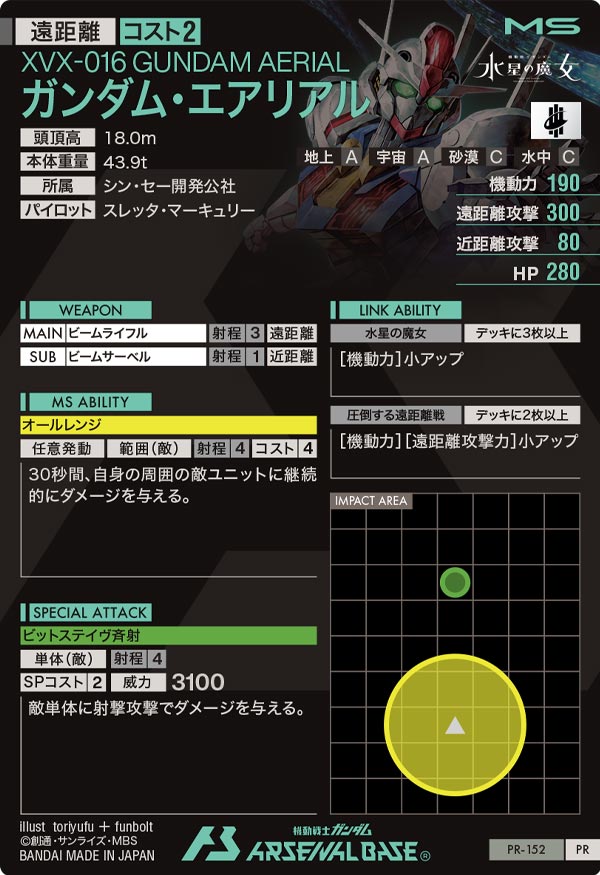 遠距離 コスト2 MS
XVX-016 GUNDAM AERIAL
ガンダム・エアリアル
機動戦士ガンダム
水星の魔女
頭頂高 18.0m
本体重量 43.9t
所属 シン・セー開発公社
パイロット スレッタ・マーキュリー
地上 A 宇宙 A 砂漠 C 水中 C
機動力 190
遠距離攻撃 300
近距離攻撃 80
HP 280
WEAPON
MAIN ビームライフル 射程 3 遠距離
SUB ビームサーベル 射程 1 近距離
MS ABILITY
オールレンジ
任意発動 範囲(敵) 射程 4 コスト 4
30秒間、自身の周囲の敵ユニットに継続
的にダメージを与える。
SPECIAL ATTACK
ビットステイヴ斉射
単体(敵) 射程 4
SPコスト 2 威力 3100
敵単体に射撃攻撃でダメージを与える。
LINK ABILITY
水星の魔女 デッキに3枚以上
[機動力]小アップ
圧倒する遠距離戦 デッキに2枚以上
[機動力][遠距離攻撃力]小アップ
IMPACT AREA
illust toriyufu + funbolt
©創通・サンライズ・MBS
BANDAI MADE IN JAPAN
機動戦士ガンダム
ARSENAL BASE®
PR-152 PR